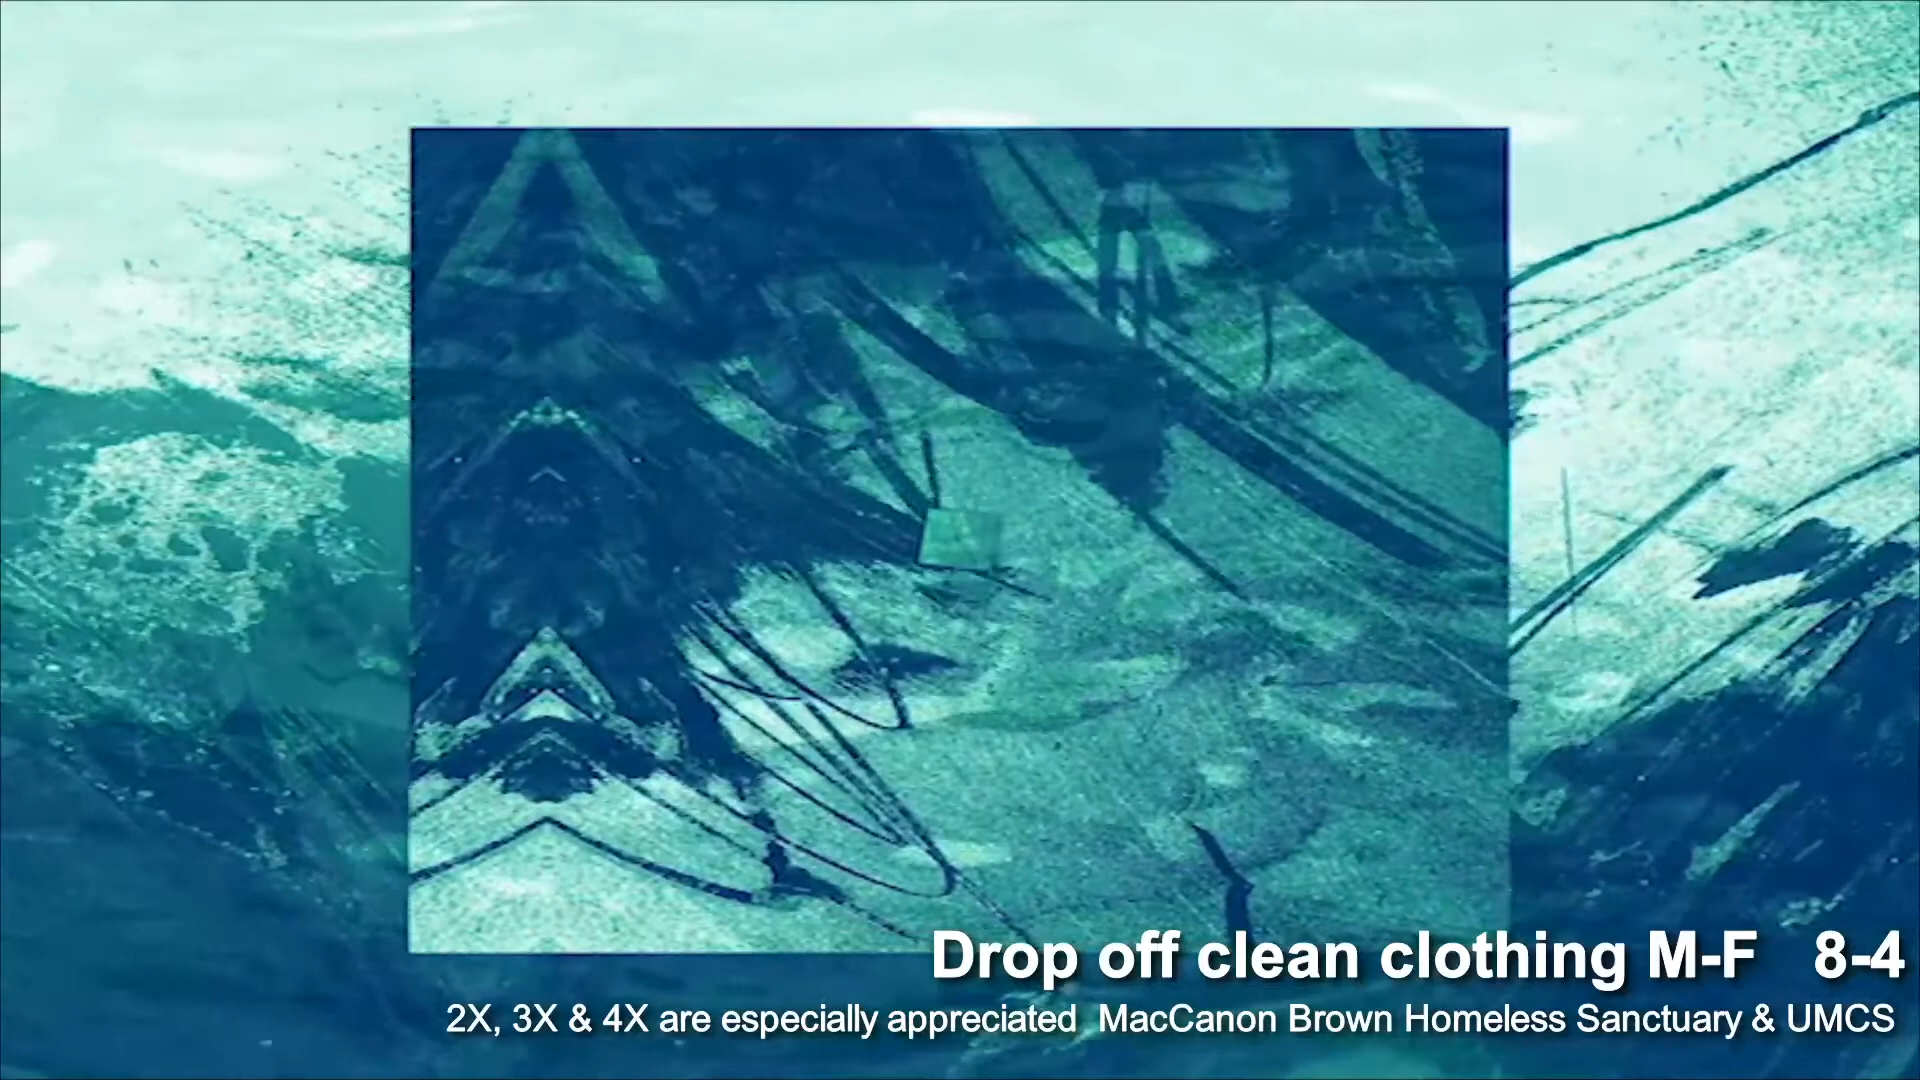 Drop off clean clothing M-F 8-4
2X, 3X & 4X are especially appreciated MacCanon Brown Homeless Sanctuary & UMCS